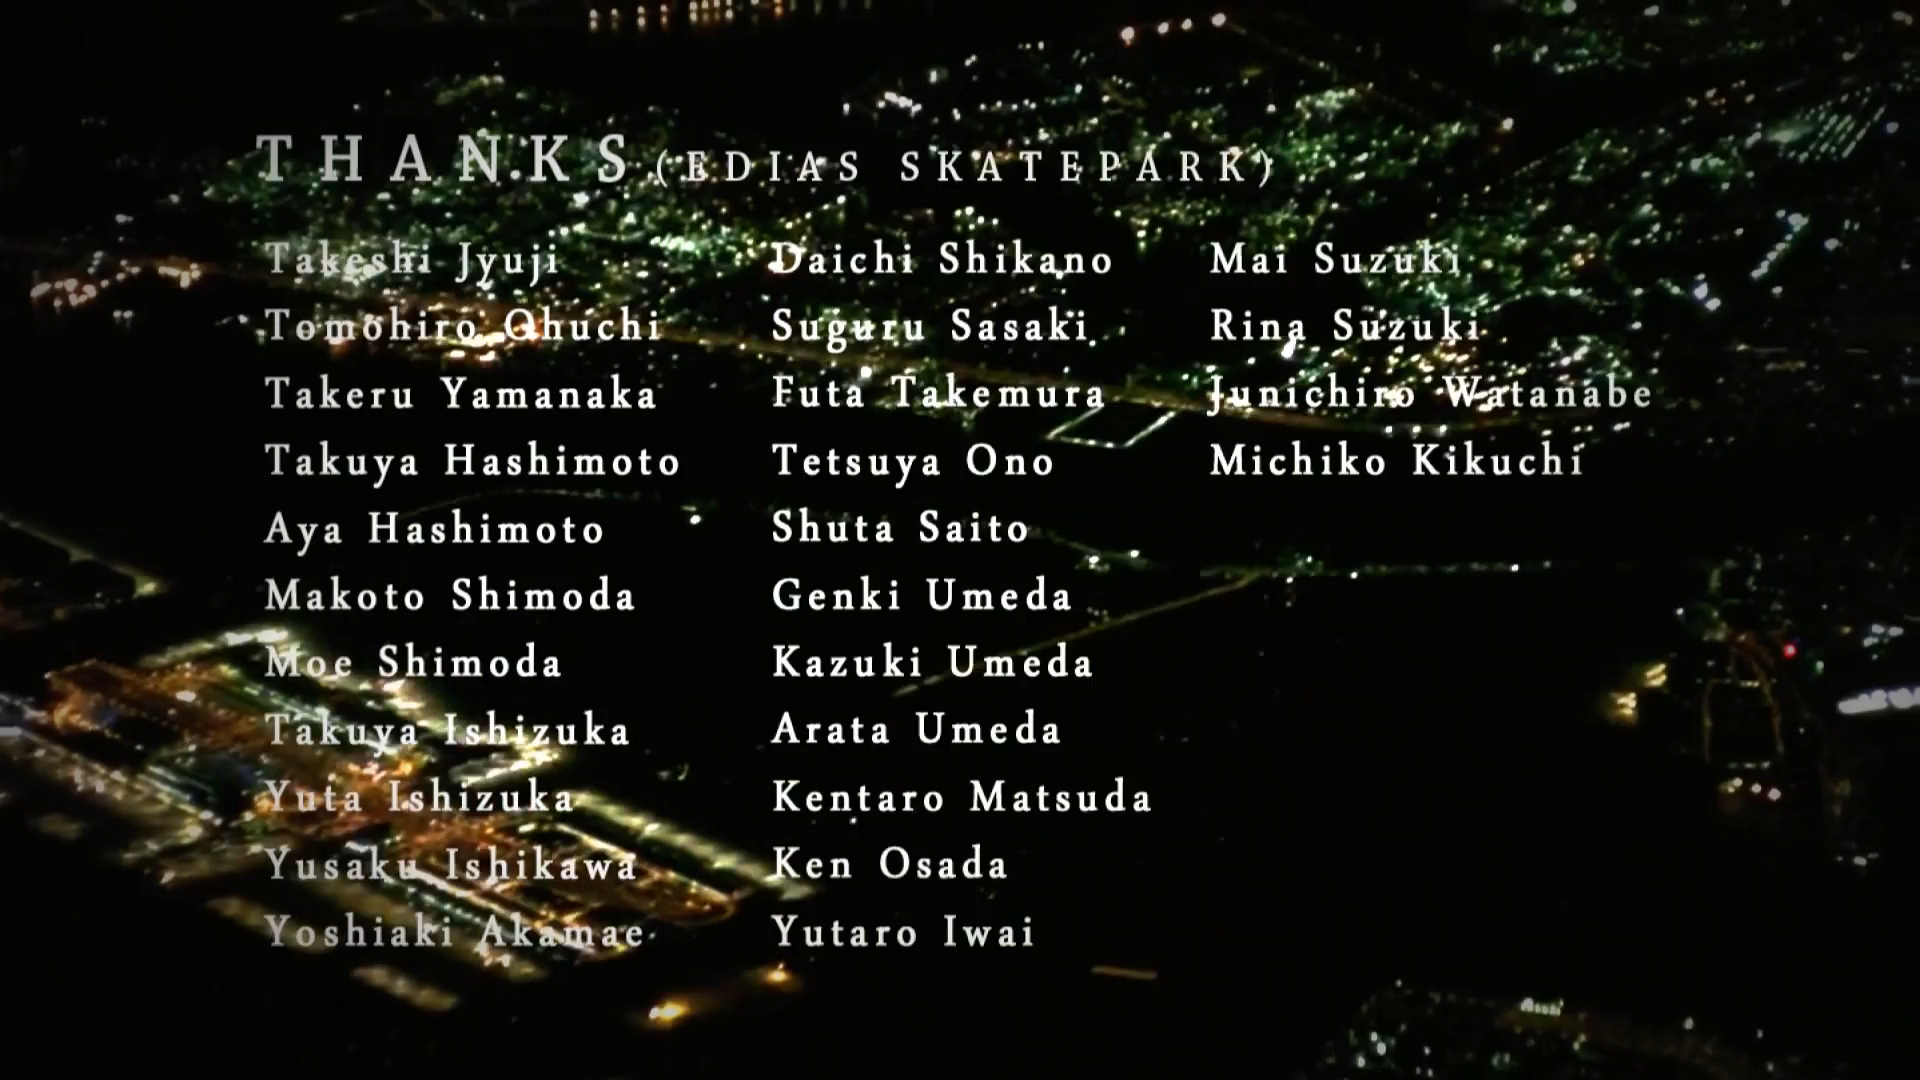 THANKS (EDIAS SKATEPARK)
Takeshi Jyuji
Tomohiro Ohuchi
Takeru Yamanaka
Takuya Hashimoto
Aya Hashimoto
Makoto Shimoda
Moe Shimoda
Takuya Ishizuka
Yuta Ishizuka
Yusaku Ishikawa
Yoshiaki Akamae
Daichi Shikano
Suguru Sasaki
Futa Takemura
Tetsuya Ono
Shuta Saito
Genki Umeda
Kazuki Umeda
Arata Umeda
Kentaro Matsuda
Ken Osada
Yutaro Iwai
Mai Suzuki
Rina Suzuki
Junichiro Watanabe
Michiko Kikuchi